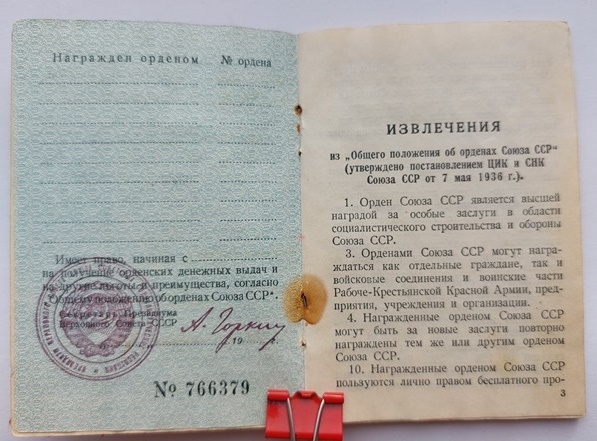 Награжден орденом № ордена
Имеет право, начиная с
на получение орденских денежных выдач и
на другие льготы и преимущества, согласно
„Общему положению об орденах Союза ССР“.
Секретарь Президиума
Верховного Совета СССР
А. Горкин
19 г.
№ 766379
ИЗВЛЕЧЕНИЯ
из „Общего положения об орденах Союза ССР“
(утверждено постановлением ЦИК и СНК
Союза ССР от 7 мая 1936 г.).
1. Орден Союза ССР является высшей
наградой за особые заслуги в области
социалистического строительства и обороны
Союза ССР.
3. Орденами Союза ССР могут награ-
ждаться как отдельные граждане, так и
войсковые соединения и воинские части
Рабоче-Крестьянской Красной Армии, пред-
приятия, учреждения и организации.
4. Награжденные орденом Союза ССР
могут быть за новые заслуги повторно
награждены тем же или другим орденом
Союза ССР.
10. Награжденные орденом Союза ССР
пользуются лично правом бесплатного про-
3